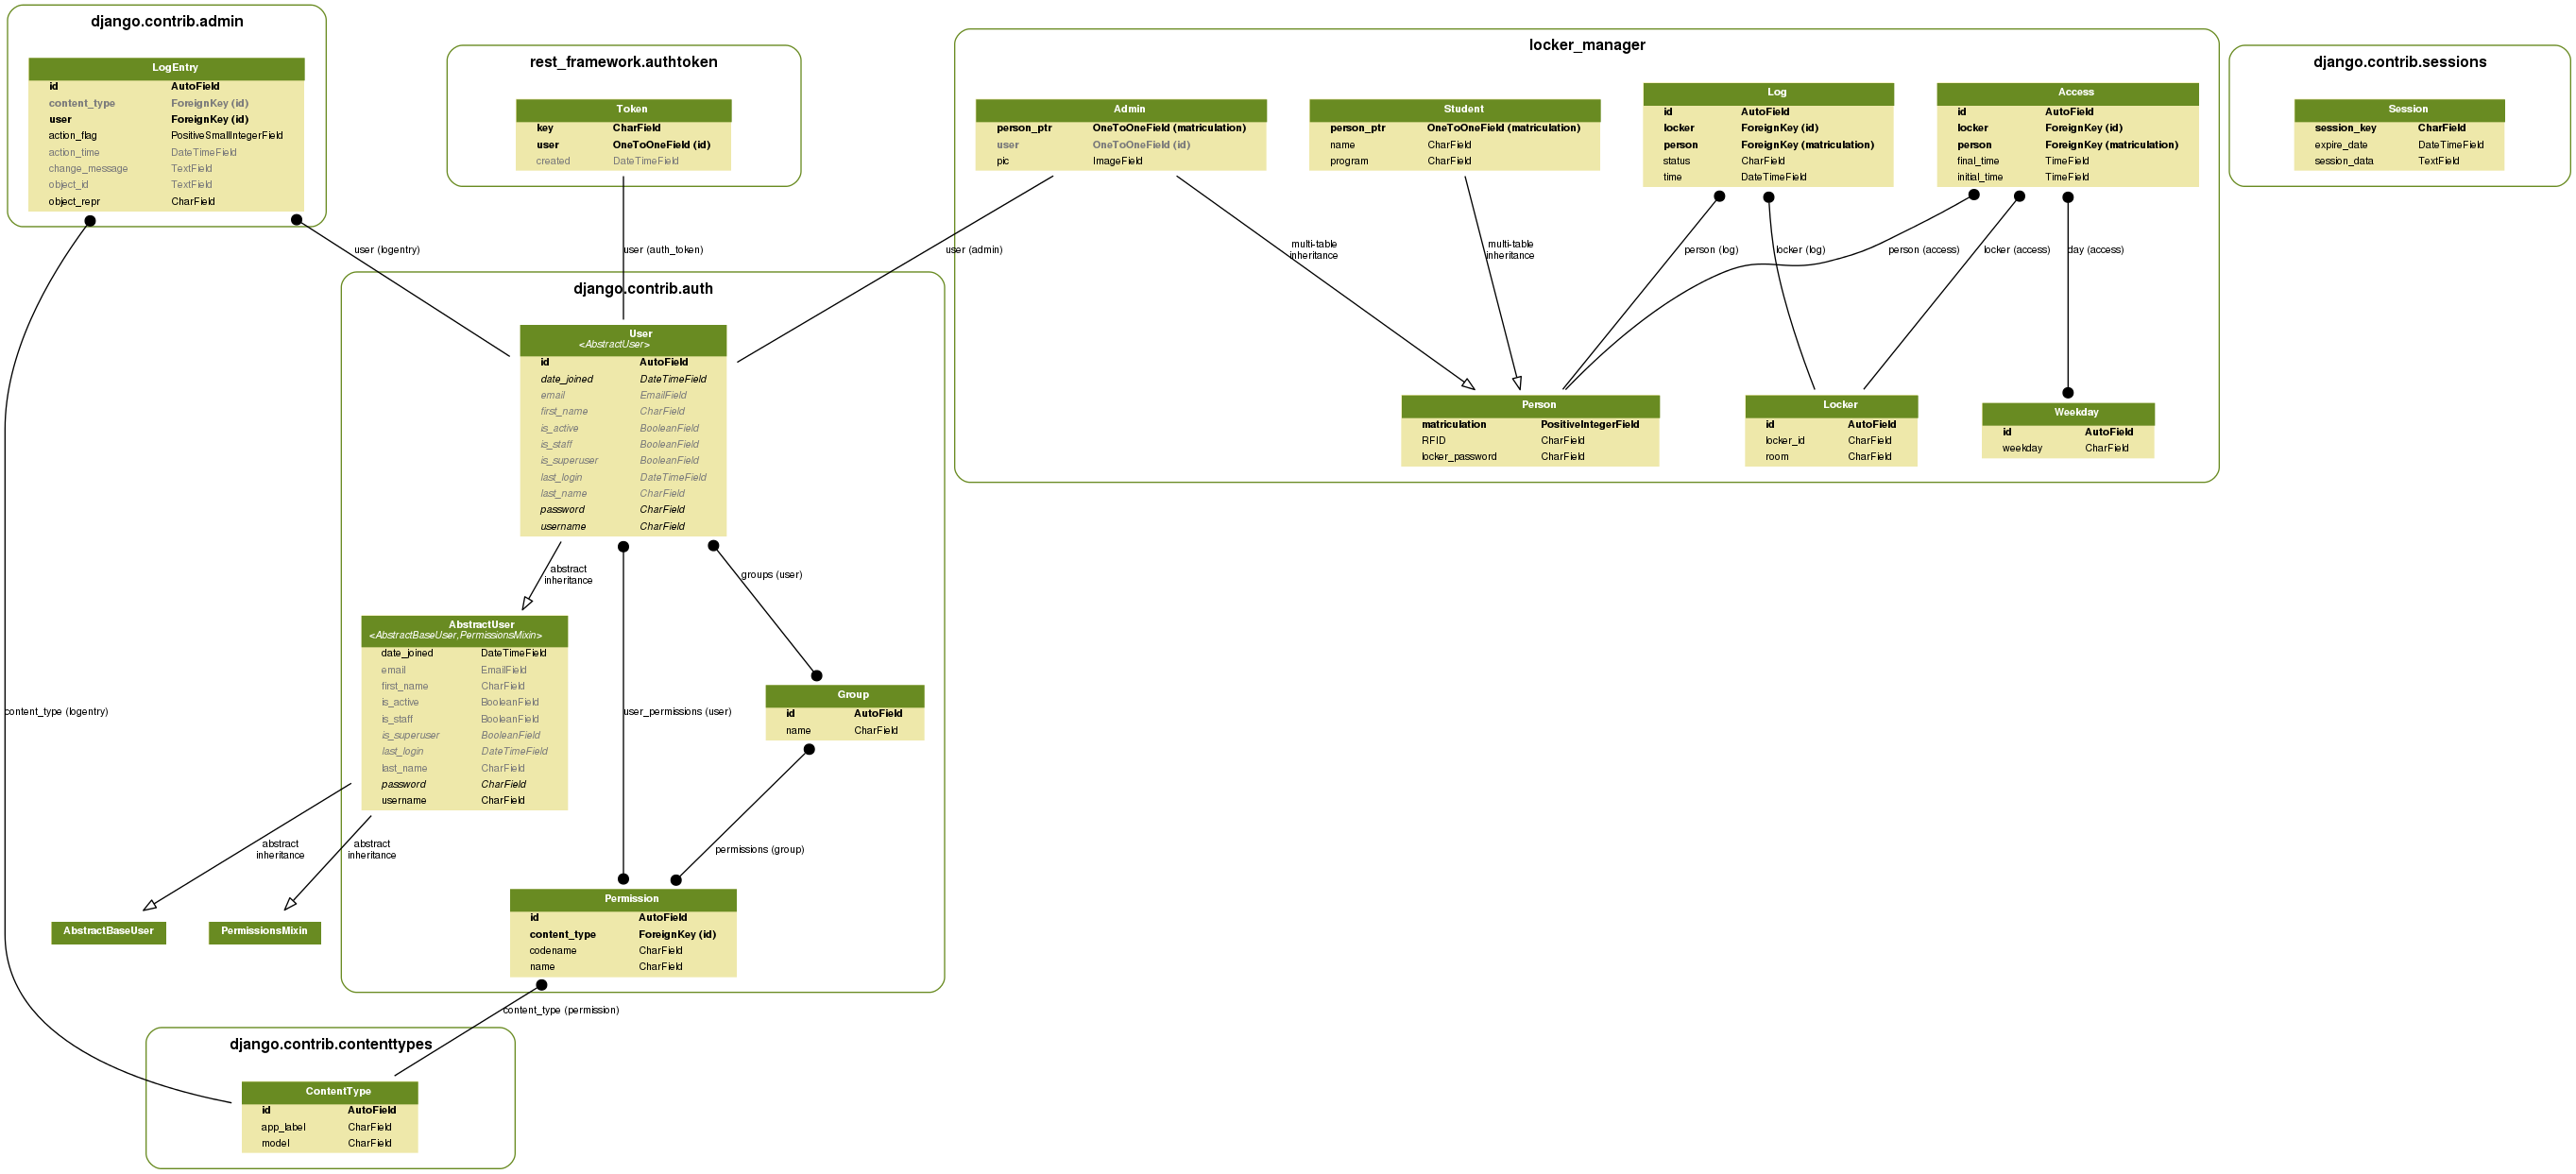 django.contrib.admin
LogEntry
id AutoField
content_type ForeignKey (id)
user ForeignKey (id)
action_flag PositiveSmallIntegerField
action_time DateTimeField
change_message TextField
object_id TextField
object_repr CharField
rest_framework.authtoken
Token
key CharField
user OneToOneField (id)
created DateTimeField
locker_manager
Admin
person_ptr OneToOneField (matriculation)
user OneToOneField (id)
pic ImageField
Student
person_ptr OneToOneField (matriculation)
name CharField
program CharField
Log
id AutoField
locker ForeignKey (id)
person ForeignKey (matriculation)
status CharField
time DateTimeField
Access
id AutoField
locker ForeignKey (id)
person ForeignKey (matriculation)
final_time TimeField
initial_time TimeField
django.contrib.sessions
Session
session_key CharField
expire_date DateTimeField
session_data TextField
user (logentry)
user (auth_token)
user (admin)
multi-table
inheritance
multi-table
inheritance
person (log)
locker (log)
person (access)
locker (access)
day (access)
django.contrib.auth
User
<AbstractUser>
id AutoField
date_joined DateTimeField
email EmailField
first_name CharField
is_active BooleanField
is_staff BooleanField
is_superuser BooleanField
last_login DateTimeField
last_name CharField
password CharField
username CharField
Person
matriculation PositiveIntegerField
RFID CharField
locker_password CharField
Locker
id AutoField
locker_id CharField
room CharField
Weekday
id AutoField
weekday CharField
abstract
inheritance
groups (user)
AbstractUser
<AbstractBaseUser,PermissionsMixin>
date_joined DateTimeField
email EmailField
first_name CharField
is_active BooleanField
is_staff BooleanField
is_superuser BooleanField
last_login DateTimeField
last_name CharField
password CharField
username CharField
content_type (logentry)
user_permissions (user)
Group
id AutoField
name CharField
abstract
inheritance
abstract
inheritance
permissions (group)
AbstractBaseUser
PermissionsMixin
Permission
id AutoField
content_type ForeignKey (id)
codename CharField
name CharField
content_type (permission)
django.contrib.contenttypes
ContentType
id AutoField
app_label CharField
model CharField